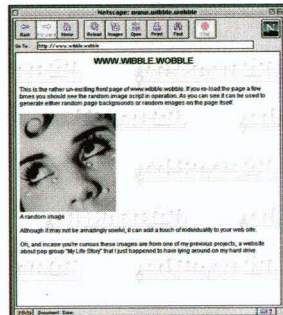 Netscape: www.wibble.wobble
Back Forward Home Reload Images Open Print Find Stop
Go To: http://www.wibble.wobble
WWW.WIBBLE.WOBBLE
This is the rather un-exciting front page of www.wibble.wobble. If you re-load the page a few
times you should see the random image script in operation. As you can see it can be used to
generate either random page backgrounds or random images on the page itself.
A random image
Although it may not be amazingly useful, it can add a touch of individuality to your web site.
Oh, and incase you're curious these images are from one of my previous projects, a website
about pop group "My Life Story" that I just happened to have lying around on my hard drive.
Document: Done.